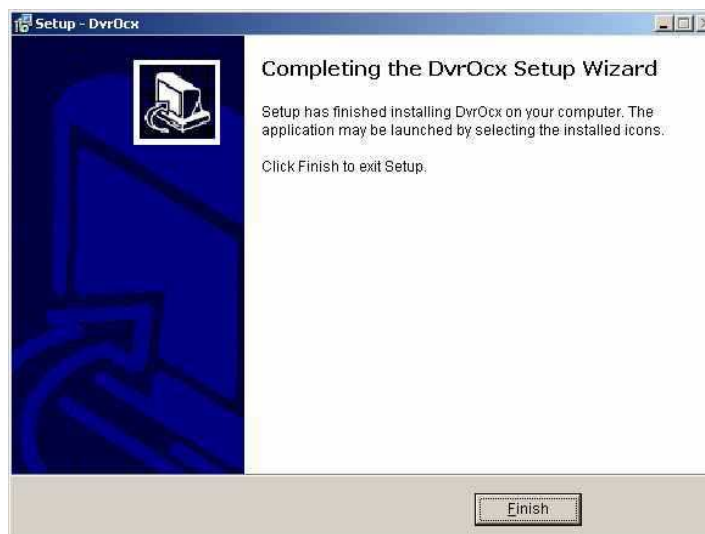 Setup - DvrOcx
Completing the DvrOcx Setup Wizard
Setup has finished installing DvrOcx on your computer. The
application may be launched by selecting the installed icons.
Click Finish to exit Setup.
Finish